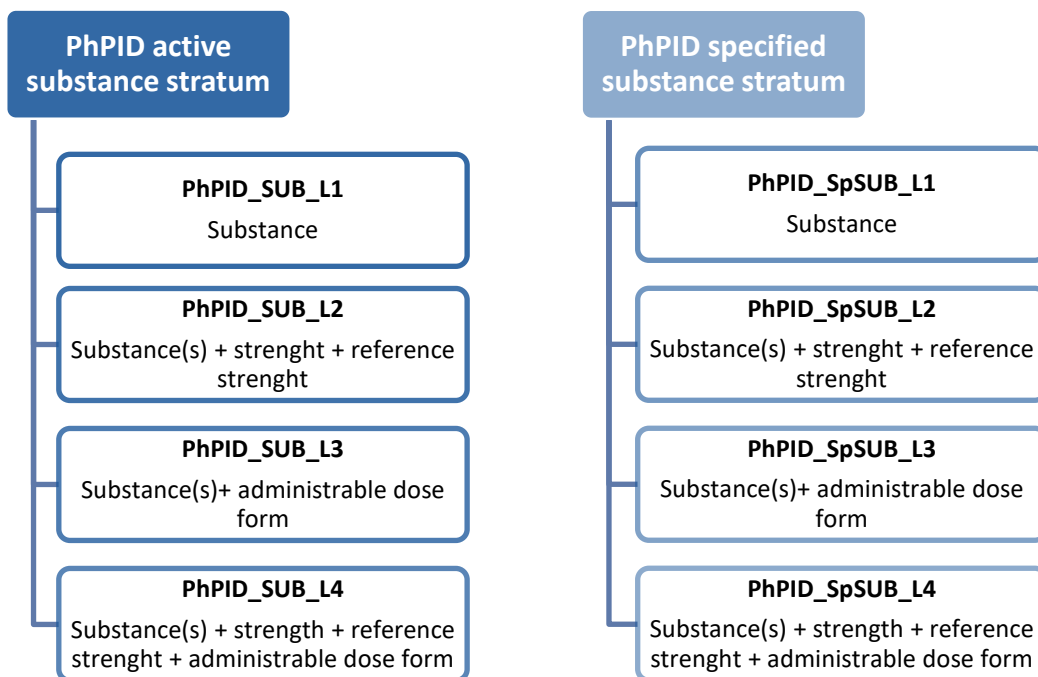 PhPID active
substance stratum
PhPID_SUB_L1
Substance
PhPID_SUB_L2
Substance(s) + strenght + reference
strenght
PhPID_SUB_L3
Substance(s)+ administrable dose
form
PhPID_SUB_L4
Substance(s) + strength + reference
strenght + administrable dose form
PhPID specified
substance stratum
PhPID_SpSUB_L1
Substance
PhPID_SpSUB_L2
Substance(s) + strenght + reference
strenght
PhPID_SpSUB_L3
Substance(s)+ administrable dose
form
PhPID_SpSUB_L4
Substance(s) + strength + reference
strenght + administrable dose form